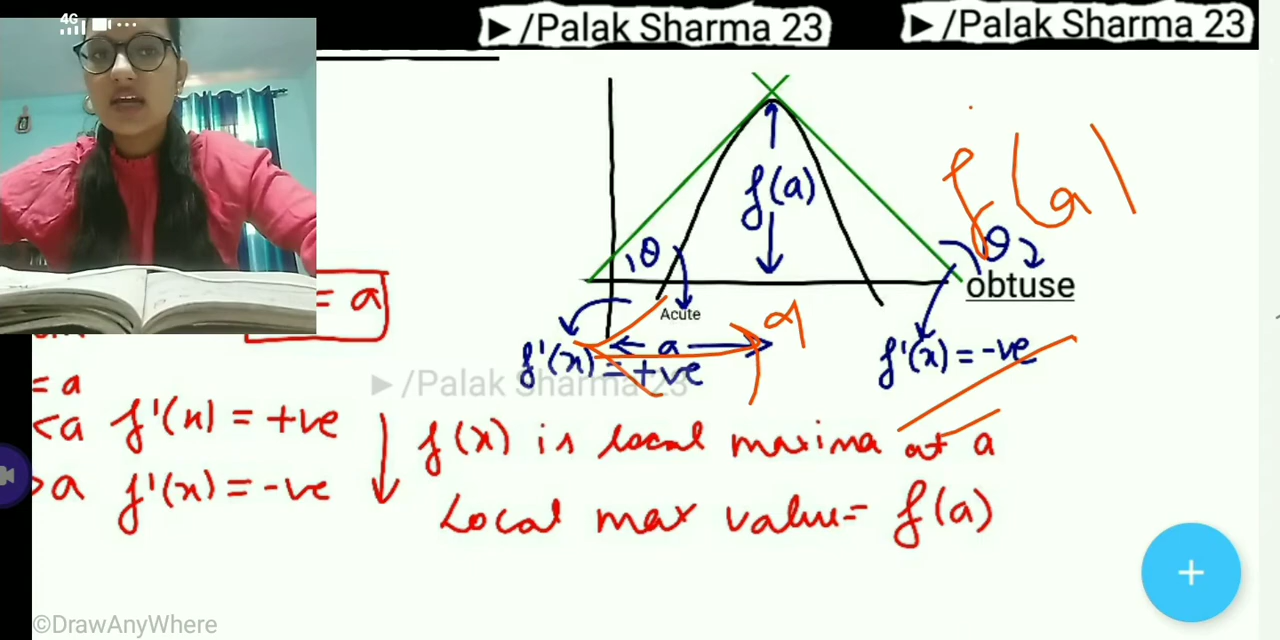 4G
▶/Palak Sharma 23 ▶/Palak Sharma 23
f(a)
f(a)
θ
θ
obtuse
Acute
= a
a
a
f'(x) = +ve
f'(x) = -ve
▶/Palak Sharma 23
= a
<a f'(x) = +ve
f(x) is local maxima at a
>a f'(x) = -ve
Local max value = f(a)
+
©DrawAnyWhere